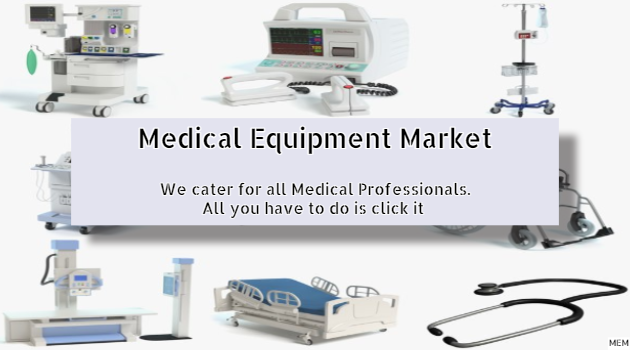 Medical Equipment Market
We cater for all Medical Professionals.
All you have to do is click it
MEM